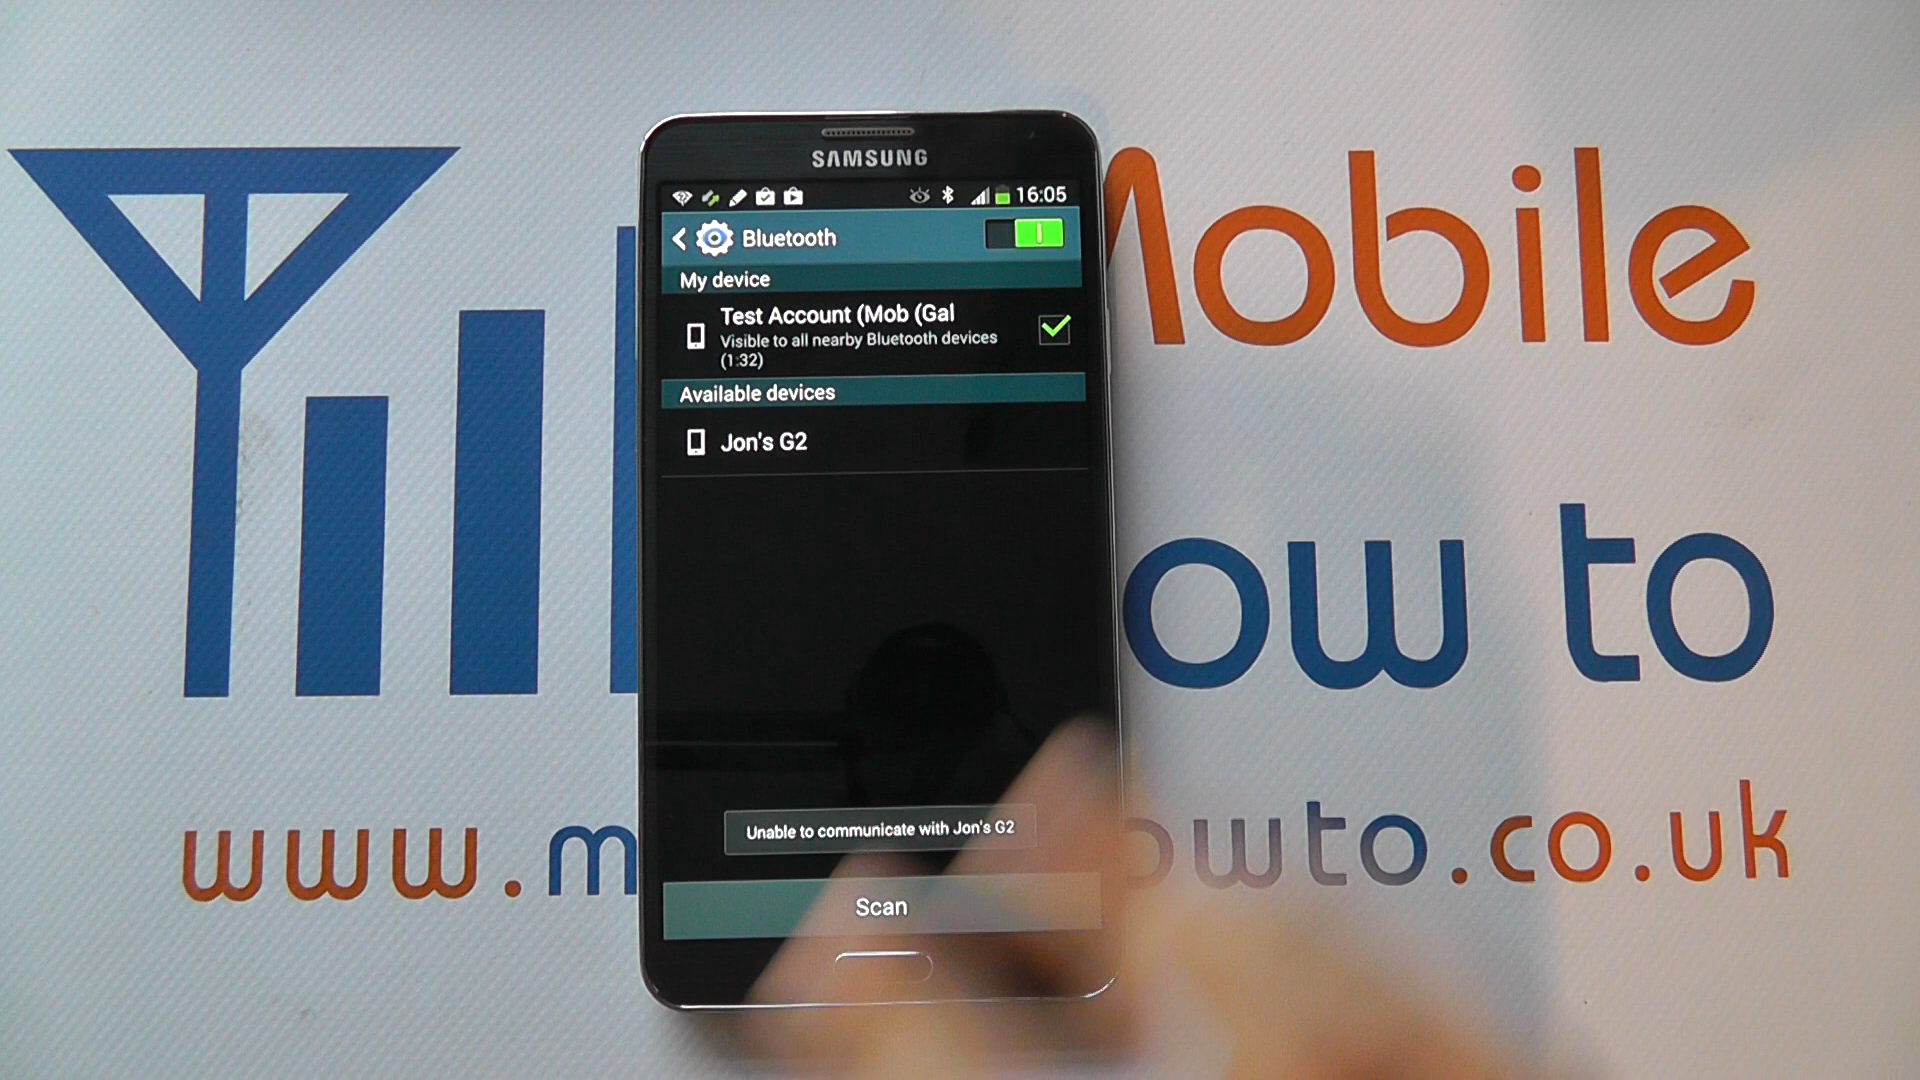 SAMSUNG
16:05
Bluetooth
My device
Test Account (Mob (Gal
Visible to all nearby Bluetooth devices
(1:32)
Available devices
Jon's G2
Unable to communicate with Jon's G2
Scan
Mobile
ow to
www.m owto.co.uk